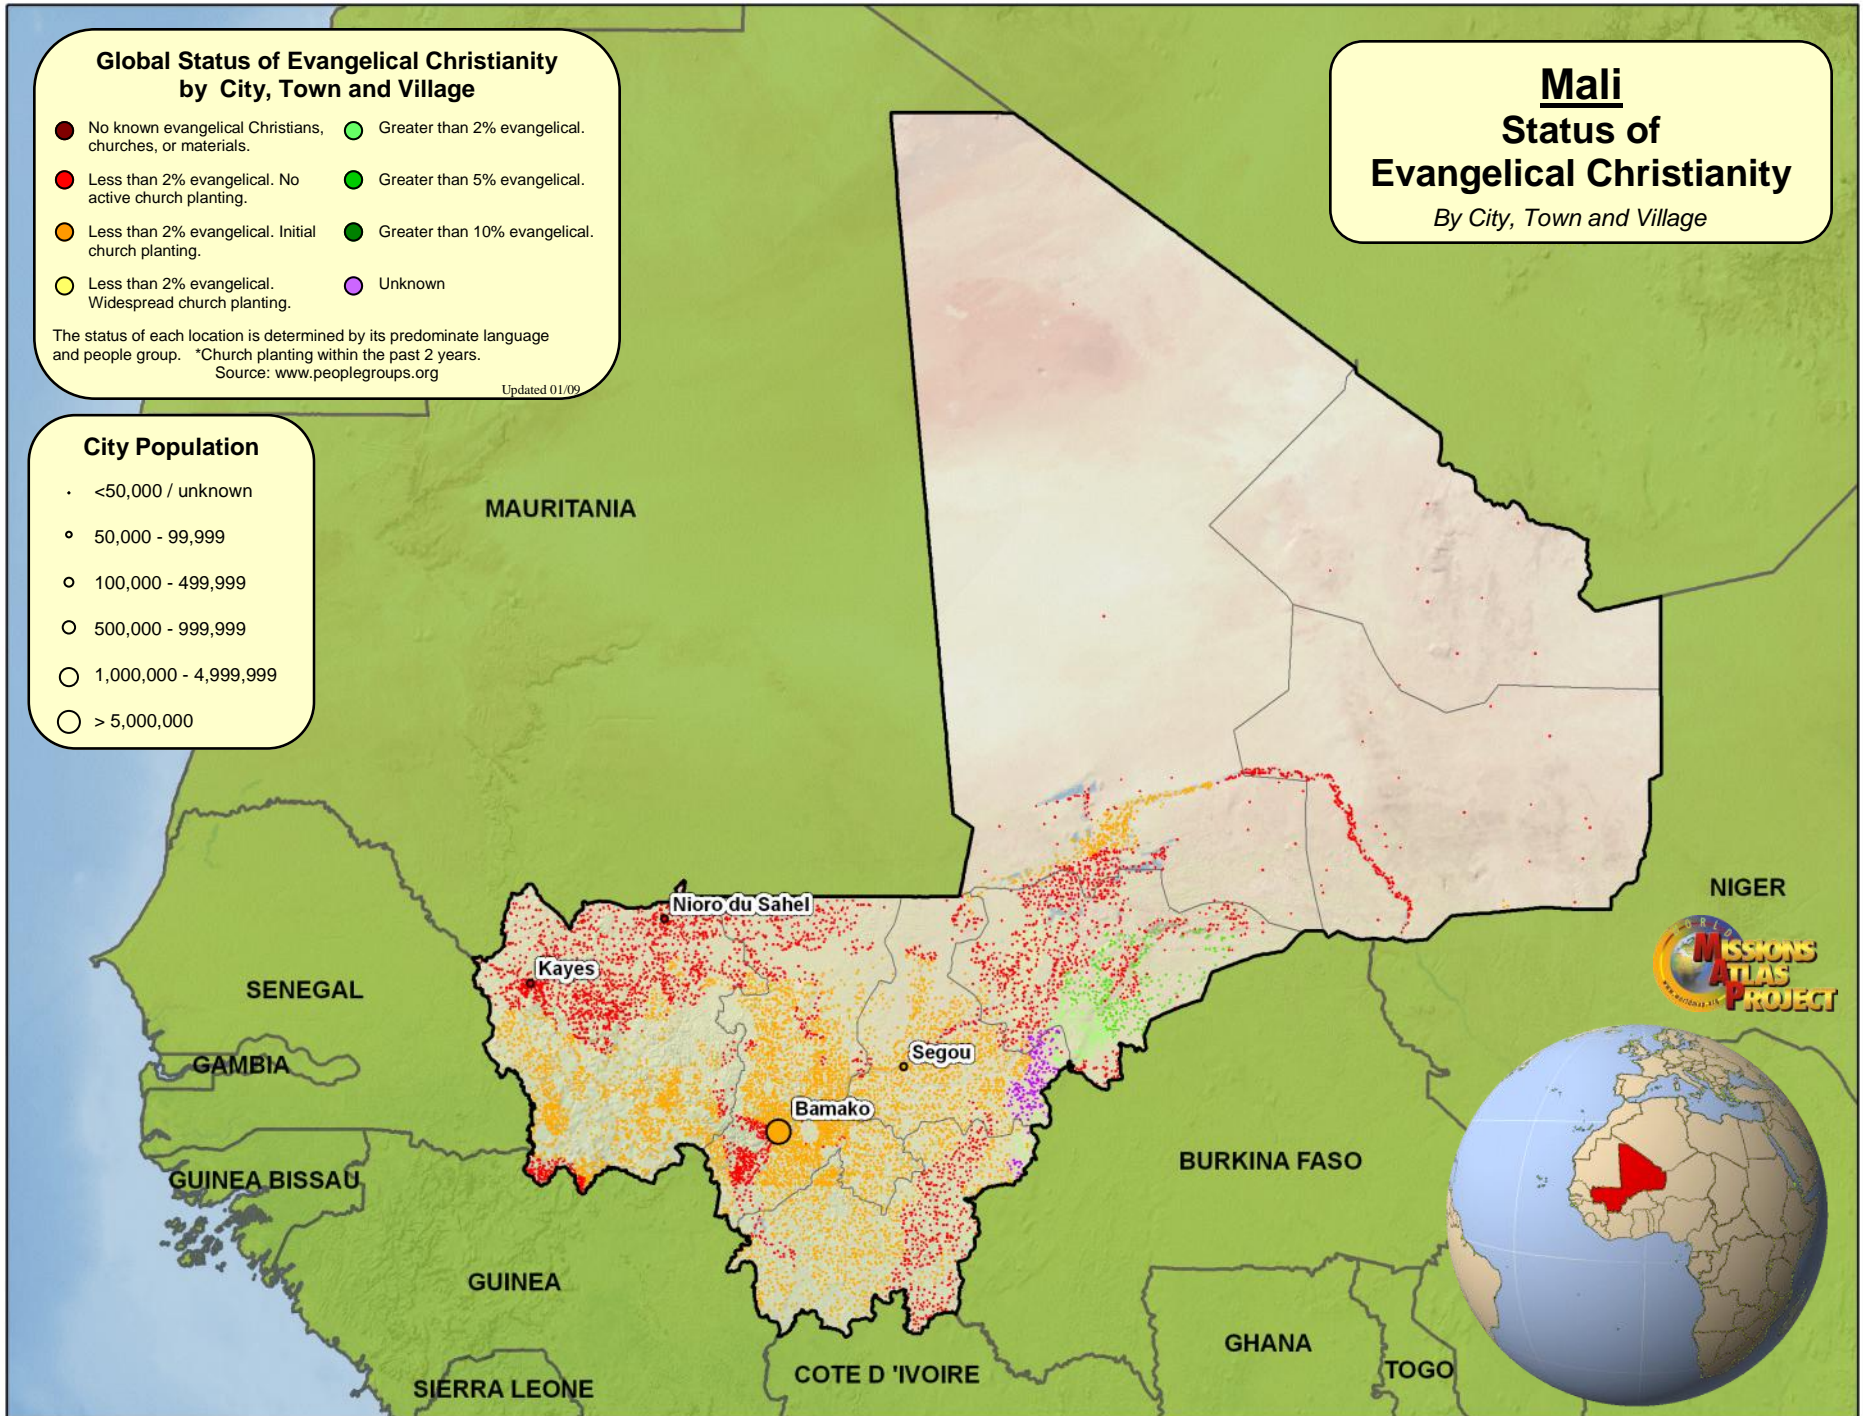 Global Status of Evangelical Christianity
by City, Town and Village
No known evangelical Christians,
churches, or materials.
Less than 2% evangelical. No
active church planting.
Less than 2% evangelical. Initial
church planting.
Less than 2% evangelical.
Widespread church planting.
Greater than 2% evangelical.
Greater than 5% evangelical.
Greater than 10% evangelical.
Unknown
The status of each location is determined by its predominate language
and people group. *Church planting within the past 2 years.
Source: www.peoplegroups.org
Updated 01/09
Mali
Status of
Evangelical Christianity
By City, Town and Village
City Population
<50,000 / unknown
50,000 - 99,999
100,000 - 499,999
500,000 - 999,999
1,000,000 - 4,999,999
> 5,000,000
MAURITANIA
NIGER
Nioro du Sahel
Kayes
SENEGAL
GAMBIA
Segou
Bamako
GUINEA BISSAU
BURKINA FASO
GUINEA
GHANA
TOGO
COTE D 'IVOIRE
SIERRA LEONE
WORLD
MISSIONS
ATLAS
PROJECT